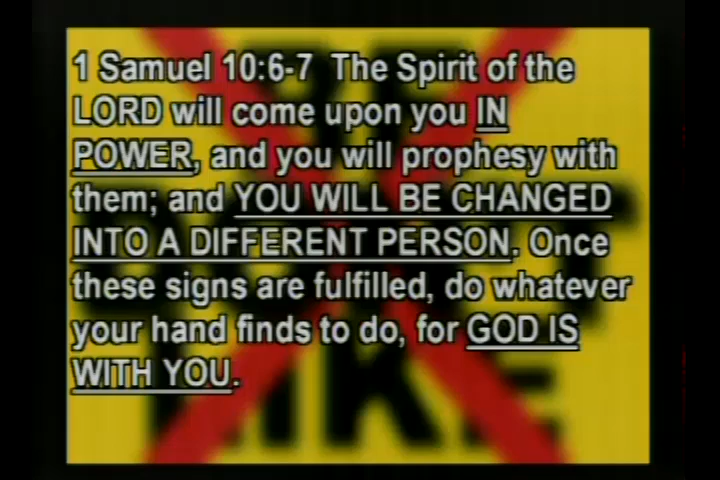 1 Samuel 10:6-7 The Spirit of the
LORD will come upon you IN
POWER, and you will prophesy with
them; and YOU WILL BE CHANGED
INTO A DIFFERENT PERSON. Once
these signs are fulfilled, do whatever
your hand finds to do, for GOD IS
WITH YOU.